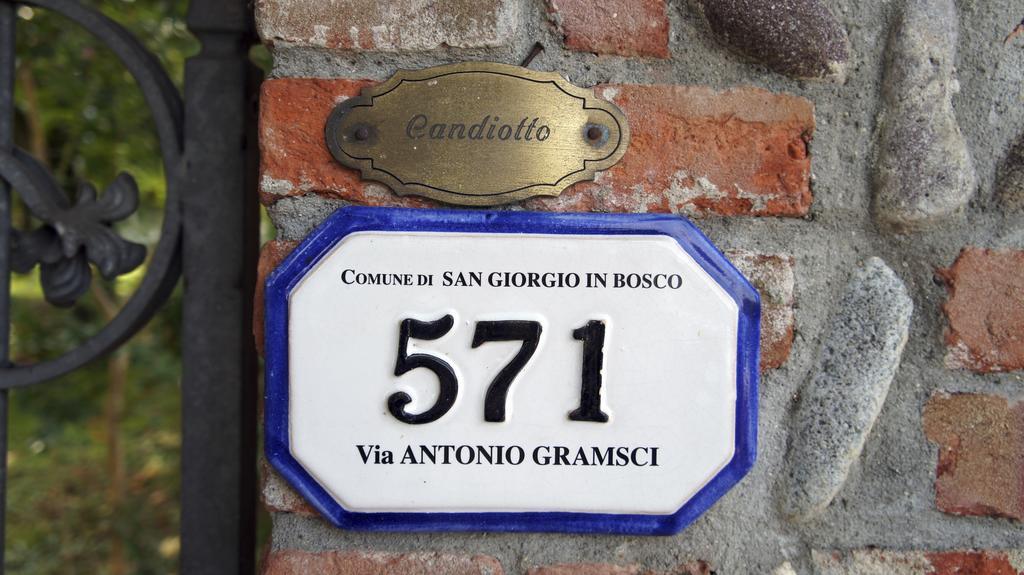 Candiotto
COMUNE DI SAN GIORGIO IN BOSCO
571
Via ANTONIO GRAMSCI